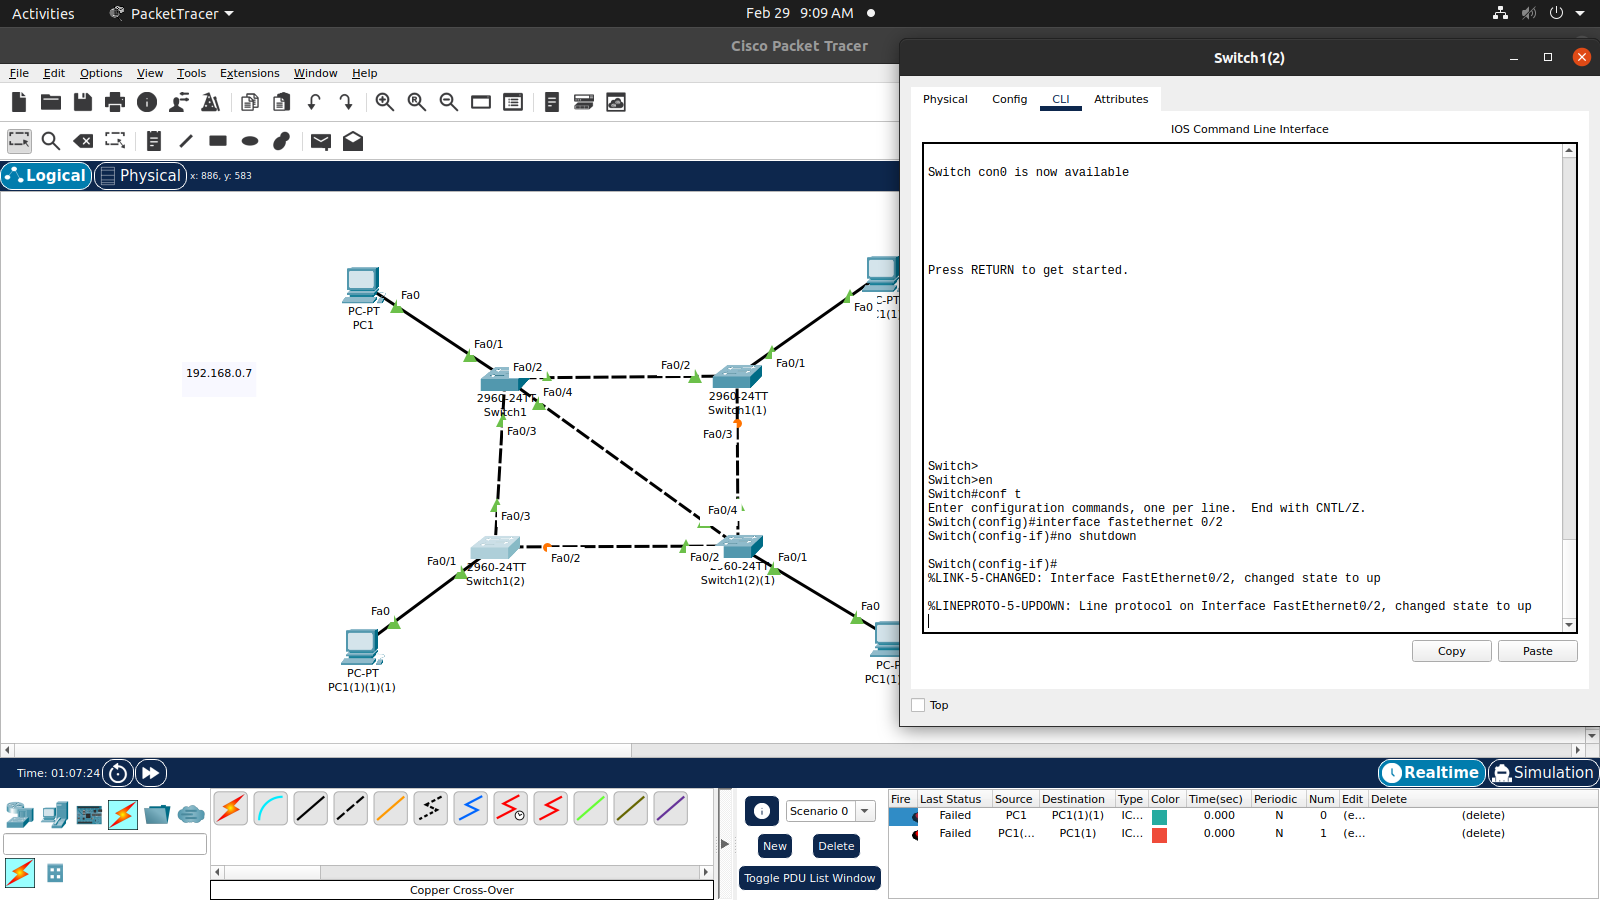 Activities
PacketTracer
Feb 29 9:09 AM
Cisco Packet Tracer
File Edit Options View Tools Extensions Window Help
Logical
Physical
x: 886, y: 583
PC-PT
PC1
Fa0
Fa0/1
Fa0/2
Fa0/4
2960-24TT
Switch1
Fa0/3
192.168.0.7
Fa0/2
Fa0/1
2960-24TT
Switch1(1)
Fa0/3
Fa0
C-PT
:1(1)
Fa0/3
Fa0/1
Fa0/2
2960-24TT
Switch1(2)
Fa0/4
Fa0/2
Fa0/1
2960-24TT
Switch1(2)(1)
Fa0
PC-PT
PC1(1)(1)(1)
Fa0
PC-P
PC1(1)
Switch1(2)
Physical Config CLI Attributes
IOS Command Line Interface
Switch con0 is now available
Press RETURN to get started.
Switch>
Switch>en
Switch#conf t
Enter configuration commands, one per line. End with CNTL/Z.
Switch(config)#interface fastethernet 0/2
Switch(config-if)#no shutdown
Switch(config-if)#
%LINK-5-CHANGED: Interface FastEthernet0/2, changed state to up
%LINEPROTO-5-UPDOWN: Line protocol on Interface FastEthernet0/2, changed state to up
Copy
Paste
Top
Time: 01:07:24
Realtime
Simulation
Copper Cross-Over
Scenario 0
New
Delete
Toggle PDU List Window
Fire Last Status Source Destination Type Color Time(sec) Periodic Num Edit Delete
Failed PC1 PC1(1)(1) IC... 0.000 N 0 (e... (delete)
Failed PC1(... PC1(1) IC... 0.000 N 1 (e... (delete)